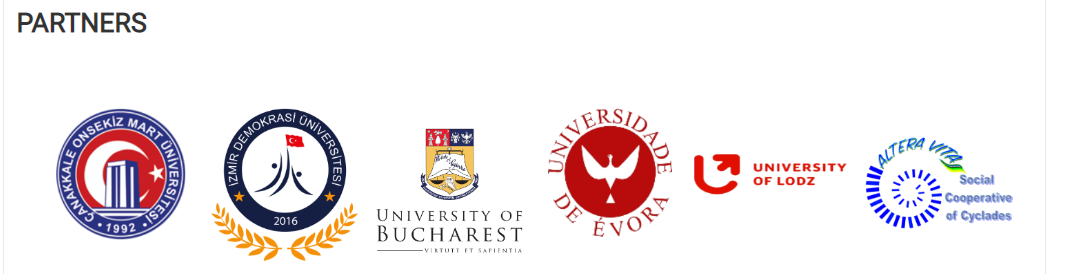 PARTNERS
ÇANAKKALE ONSEKİZ MART ÜNİVERSİTESİ
• 1992 •
İZMİR DEMOKRASİ ÜNİVERSİTESİ
2016
UNIVERSITY OF
BUCHAREST
VIRTUTE ET SAPIENTIA
UNIVERSIDADE
DE ÉVORA
UNIVERSITY
OF LODZ
ALTERA VITA
Social
Cooperative
of Cyclades